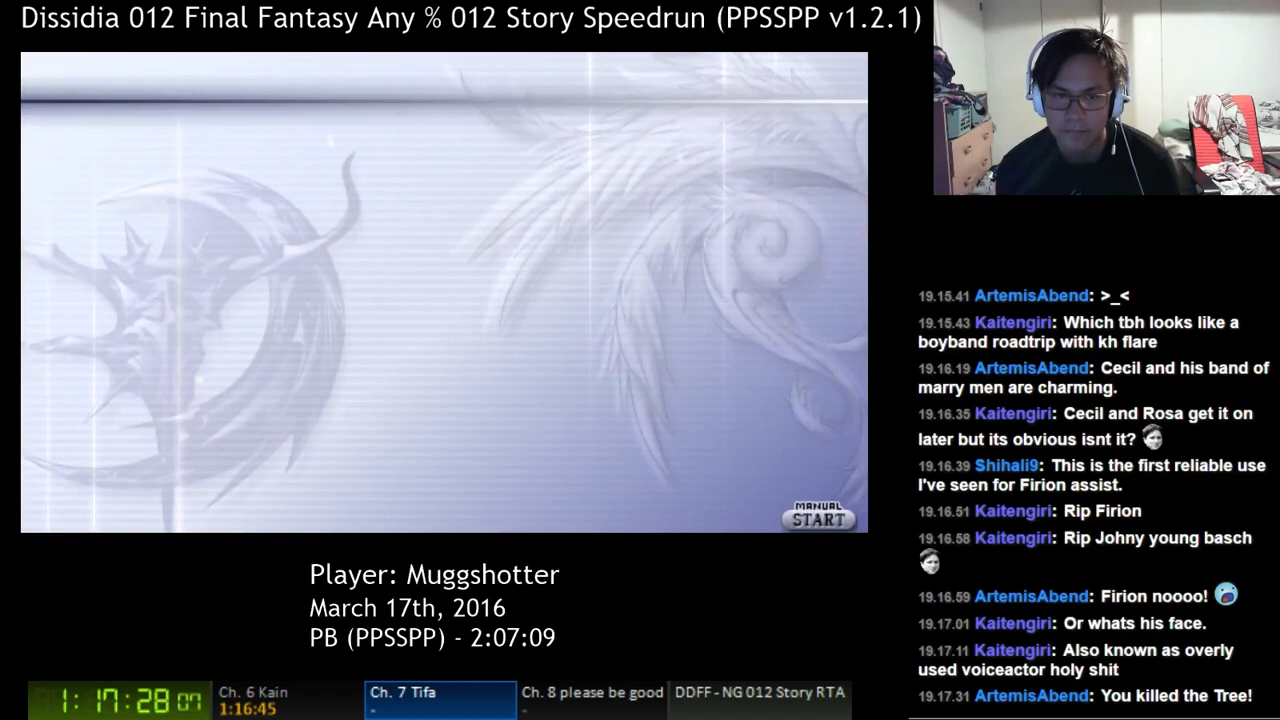 Dissidia 012 Final Fantasy Any % 012 Story Speedrun (PPSSPP v1.2.1)
MANUAL
START
Player: Muggshotter
March 17th, 2016
PB (PPSSPP) - 2:07:09
1:17:28 07
Ch. 6 Kain
1:16:45
Ch. 7 Tifa
-
Ch. 8 please be good
-
DDFF - NG 012 Story RTA
19.15.41 ArtemisAbend: >_<
19.15.43 Kaitengiri: Which tbh looks like a
boyband roadtrip with kh flare
19.16.19 ArtemisAbend: Cecil and his band of
marry men are charming.
19.16.35 Kaitengiri: Cecil and Rosa get it on
later but its obvious isnt it?
19.16.39 Shihali9: This is the first reliable use
I've seen for Firion assist.
19.16.51 Kaitengiri: Rip Firion
19.16.58 Kaitengiri: Rip Johny young basch
19.16.59 ArtemisAbend: Firion noooo!
19.17.01 Kaitengiri: Or whats his face.
19.17.11 Kaitengiri: Also known as overly
used voiceactor holy shit
19.17.31 ArtemisAbend: You killed the Tree!